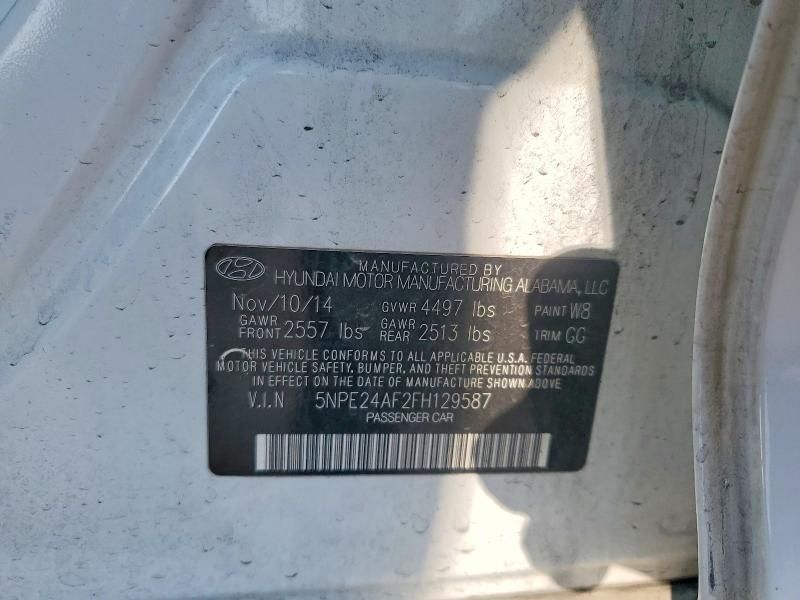 MANUFACTURED BY
HYUNDAI MOTOR MANUFACTURING ALABAMA, LLC
Nov/10/14 GVWR 4497 lbs PAINT W8
GAWR FRONT 2557 lbs GAWR REAR 2513 lbs TRIM GG
THIS VEHICLE CONFORMS TO ALL APPLICABLE U.S.A. FEDERAL
MOTOR VEHICLE SAFETY, BUMPER, AND THEFT PREVENTION STANDARDS
IN EFFECT ON THE DATE OF MANUFACTURE SHOWN ABOVE.
V.I.N 5NPE24AF2FH129587
PASSENGER CAR